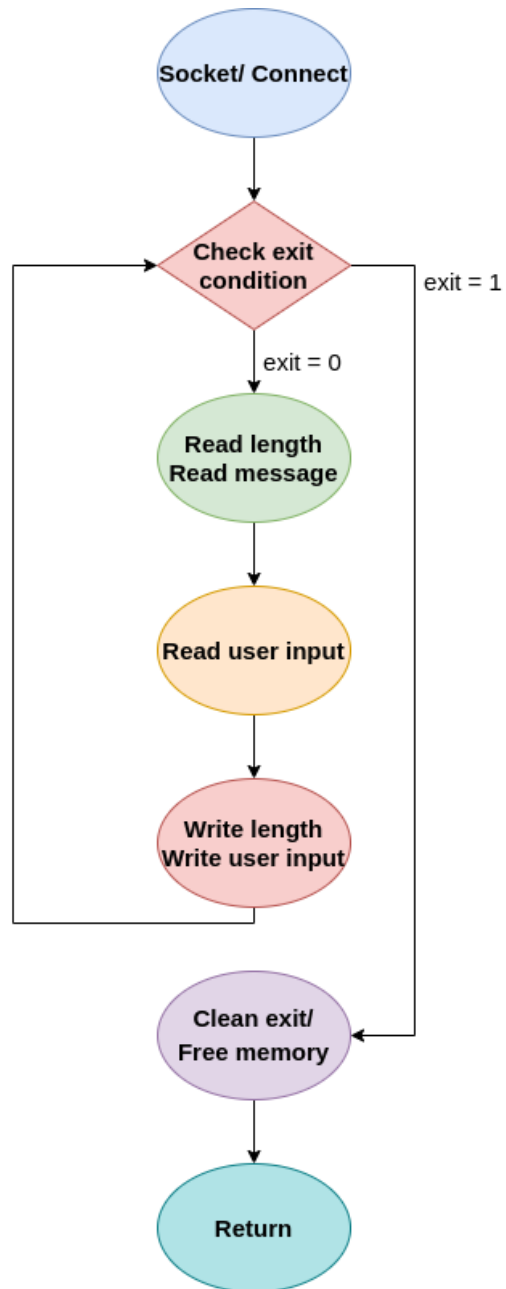 Socket/ Connect
Check exit
condition
exit = 1
exit = 0
Read length
Read message
Read user input
Write length
Write user input
Clean exit/
Free memory
Return